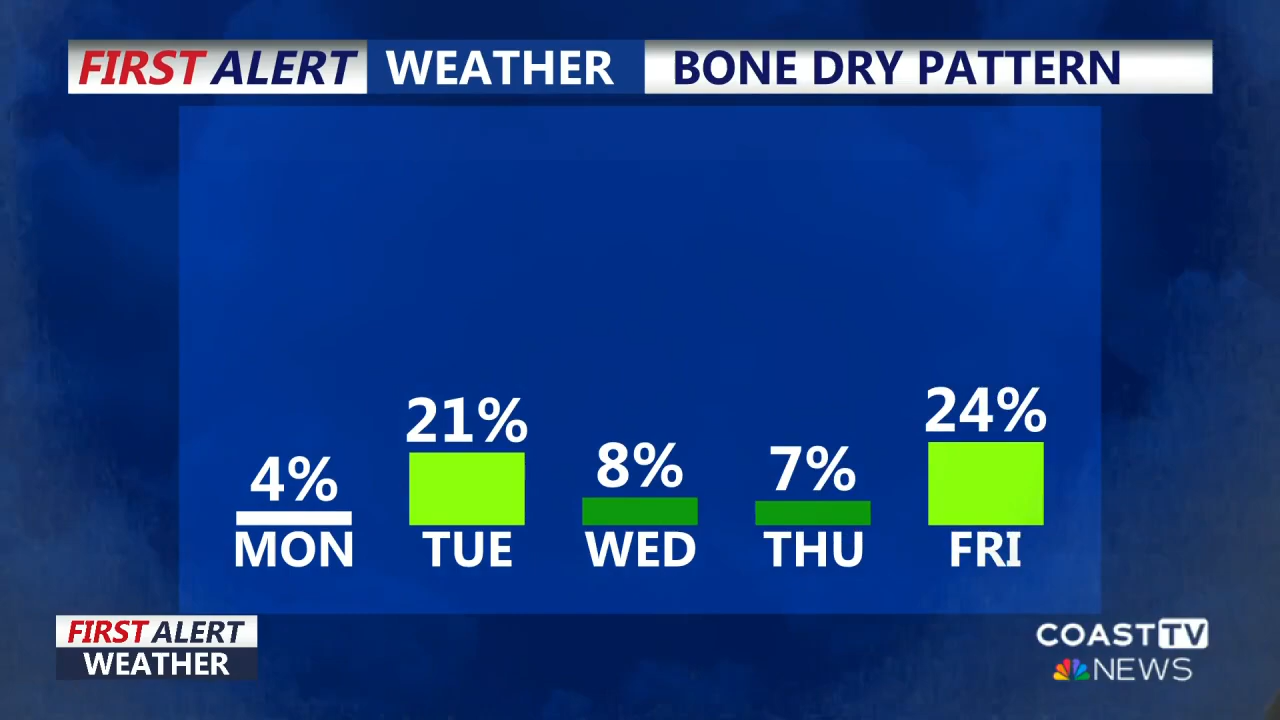 FIRST ALERT WEATHER BONE DRY PATTERN
4% 21% 8% 7% 24%
MON TUE WED THU FRI
FIRST ALERT
WEATHER
COAST TV
NEWS